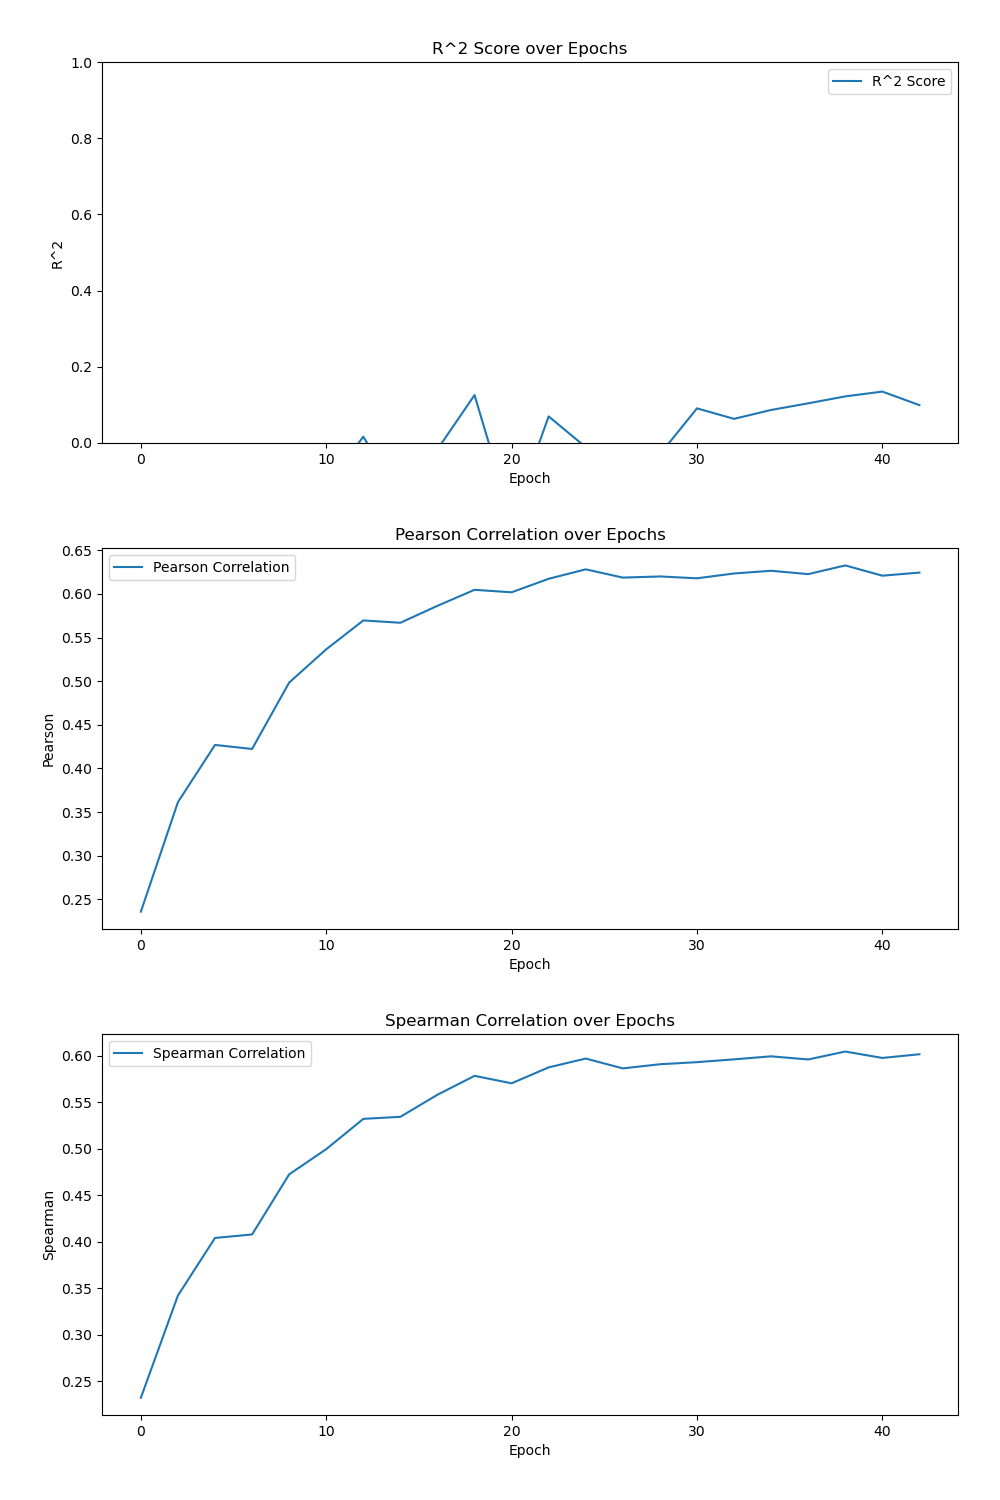 R^2 Score over Epochs
1.0
R^2 Score
0.8
0.6
R^2
0.4
0.2
0.0
0 10 20 30 40
Epoch
Pearson Correlation over Epochs
0.65
Pearson Correlation
0.60
0.55
0.50
0.45
Pearson
0.40
0.35
0.30
0.25
0 10 20 30 40
Epoch
Spearman Correlation over Epochs
0.60
Spearman Correlation
0.55
0.50
0.45
Spearman
0.40
0.35
0.30
0.25
0 10 20 30 40
Epoch